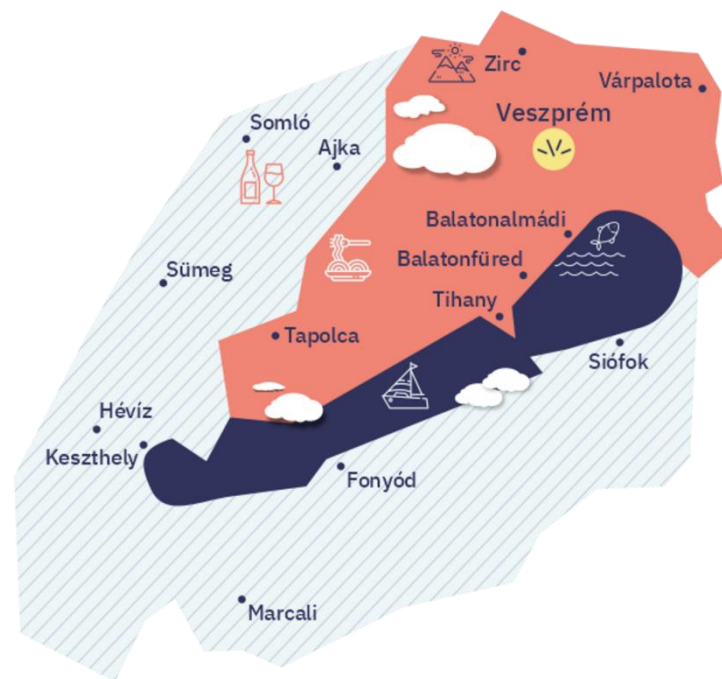 Zirc
Várpalota
Veszprém
Somló
Ajka
Balatonalmádi
Balatonfüred
Sümeg
Tihany
Tapolca
Siófok
Hévíz
Keszthely
Fonyód
Marcali